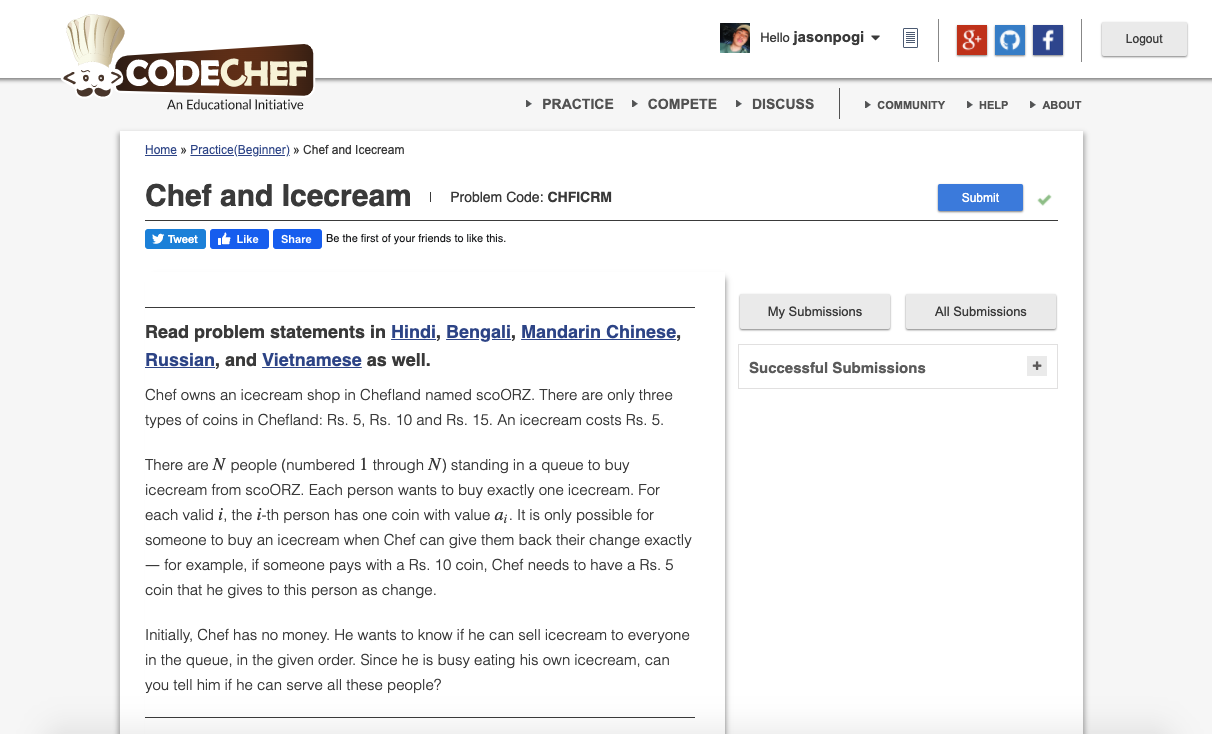 Hello jasonpogi
Logout
CODECHEF
An Educational Initiative
PRACTICE COMPETE DISCUSS COMMUNITY HELP ABOUT
Home » Practice(Beginner) » Chef and Icecream
Chef and Icecream Problem Code: CHFICRM Submit
Tweet Like Share Be the first of your friends to like this.
My Submissions All Submissions
Successful Submissions +
Read problem statements in Hindi, Bengali, Mandarin Chinese,
Russian, and Vietnamese as well.
Chef owns an icecream shop in Chefland named scoORZ. There are only three
types of coins in Chefland: Rs. 5, Rs. 10 and Rs. 15. An icecream costs Rs. 5.
There are N people (numbered 1 through N) standing in a queue to buy
icecream from scoORZ. Each person wants to buy exactly one icecream. For
each valid i, the i-th person has one coin with value aᵢ. It is only possible for
someone to buy an icecream when Chef can give them back their change exactly
— for example, if someone pays with a Rs. 10 coin, Chef needs to have a Rs. 5
coin that he gives to this person as change.
Initially, Chef has no money. He wants to know if he can sell icecream to everyone
in the queue, in the given order. Since he is busy eating his own icecream, can
you tell him if he can serve all these people?